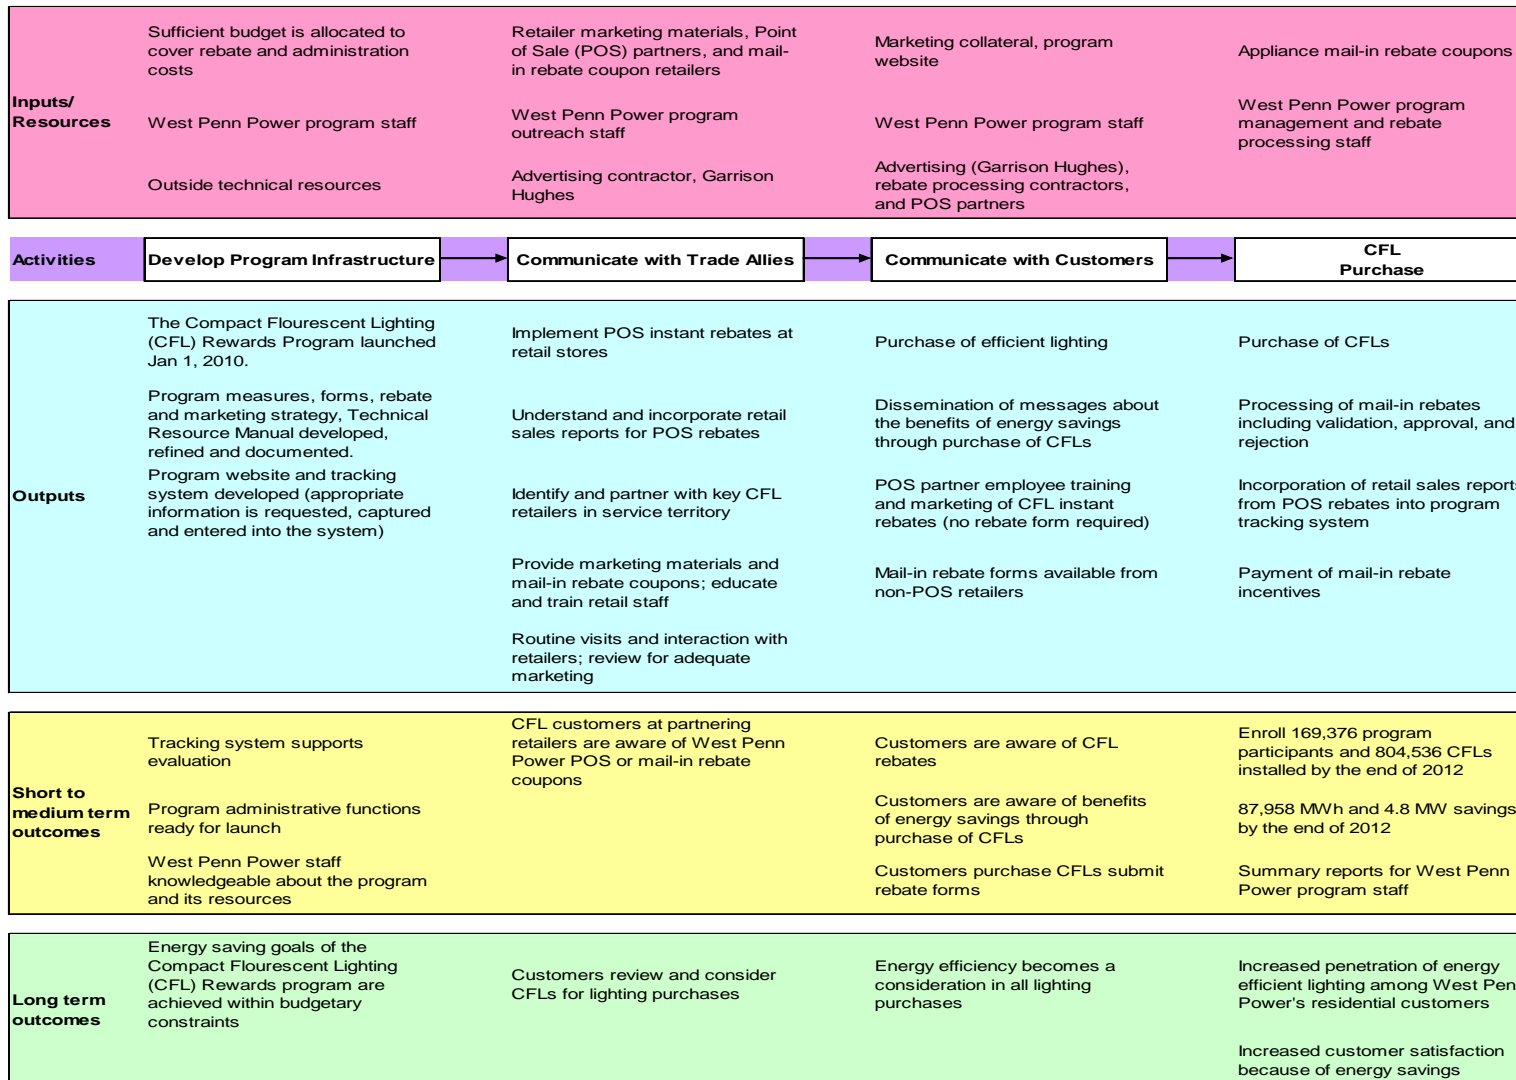 Sufficient budget is allocated to
cover rebate and administration
costs
Retailer marketing materials, Point
of Sale (POS) partners, and mail-
in rebate coupon retailers
Marketing collateral, program
website
Appliance mail-in rebate coupons
Inputs/
Resources
West Penn Power program staff
West Penn Power program
outreach staff
West Penn Power program staff
West Penn Power program
management and rebate
processing staff
Outside technical resources
Advertising contractor, Garrison
Hughes
Advertising (Garrison Hughes),
rebate processing contractors,
and POS partners
Activities
Develop Program Infrastructure
Communicate with Trade Allies
Communicate with Customers
CFL
Purchase
Outputs
The Compact Flourescent Lighting
(CFL) Rewards Program launched
Jan 1, 2010.
Implement POS instant rebates at
retail stores
Purchase of efficient lighting
Purchase of CFLs
Program measures, forms, rebate
and marketing strategy, Technical
Resource Manual developed,
refined and documented.
Understand and incorporate retail
sales reports for POS rebates
Dissemination of messages about
the benefits of energy savings
through purchase of CFLs
Processing of mail-in rebates
including validation, approval, and
rejection
Program website and tracking
system developed (appropriate
information is requested, captured
and entered into the system)
Identify and partner with key CFL
retailers in service territory
POS partner employee training
and marketing of CFL instant
rebates (no rebate form required)
Incorporation of retail sales reports
from POS rebates into program
tracking system
Provide marketing materials and
mail-in rebate coupons; educate
and train retail staff
Mail-in rebate forms available from
non-POS retailers
Payment of mail-in rebate
incentives
Routine visits and interaction with
retailers; review for adequate
marketing
Short to
medium term
outcomes
Tracking system supports
evaluation
CFL customers at partnering
retailers are aware of West Penn
Power POS or mail-in rebate
coupons
Customers are aware of CFL
rebates
Enroll 169,376 program
participants and 804,536 CFLs
installed by the end of 2012
Program administrative functions
ready for launch
Customers are aware of benefits
of energy savings through
purchase of CFLs
87,958 MWh and 4.8 MW savings
by the end of 2012
West Penn Power staff
knowledgeable about the program
and its resources
Customers purchase CFLs submit
rebate forms
Summary reports for West Penn
Power program staff
Long term
outcomes
Energy saving goals of the
Compact Flourescent Lighting
(CFL) Rewards program are
achieved within budgetary
constraints
Customers review and consider
CFLs for lighting purchases
Energy efficiency becomes a
consideration in all lighting
purchases
Increased penetration of energy
efficient lighting among West Pen
Power's residential customers
Increased customer satisfaction
because of energy savings